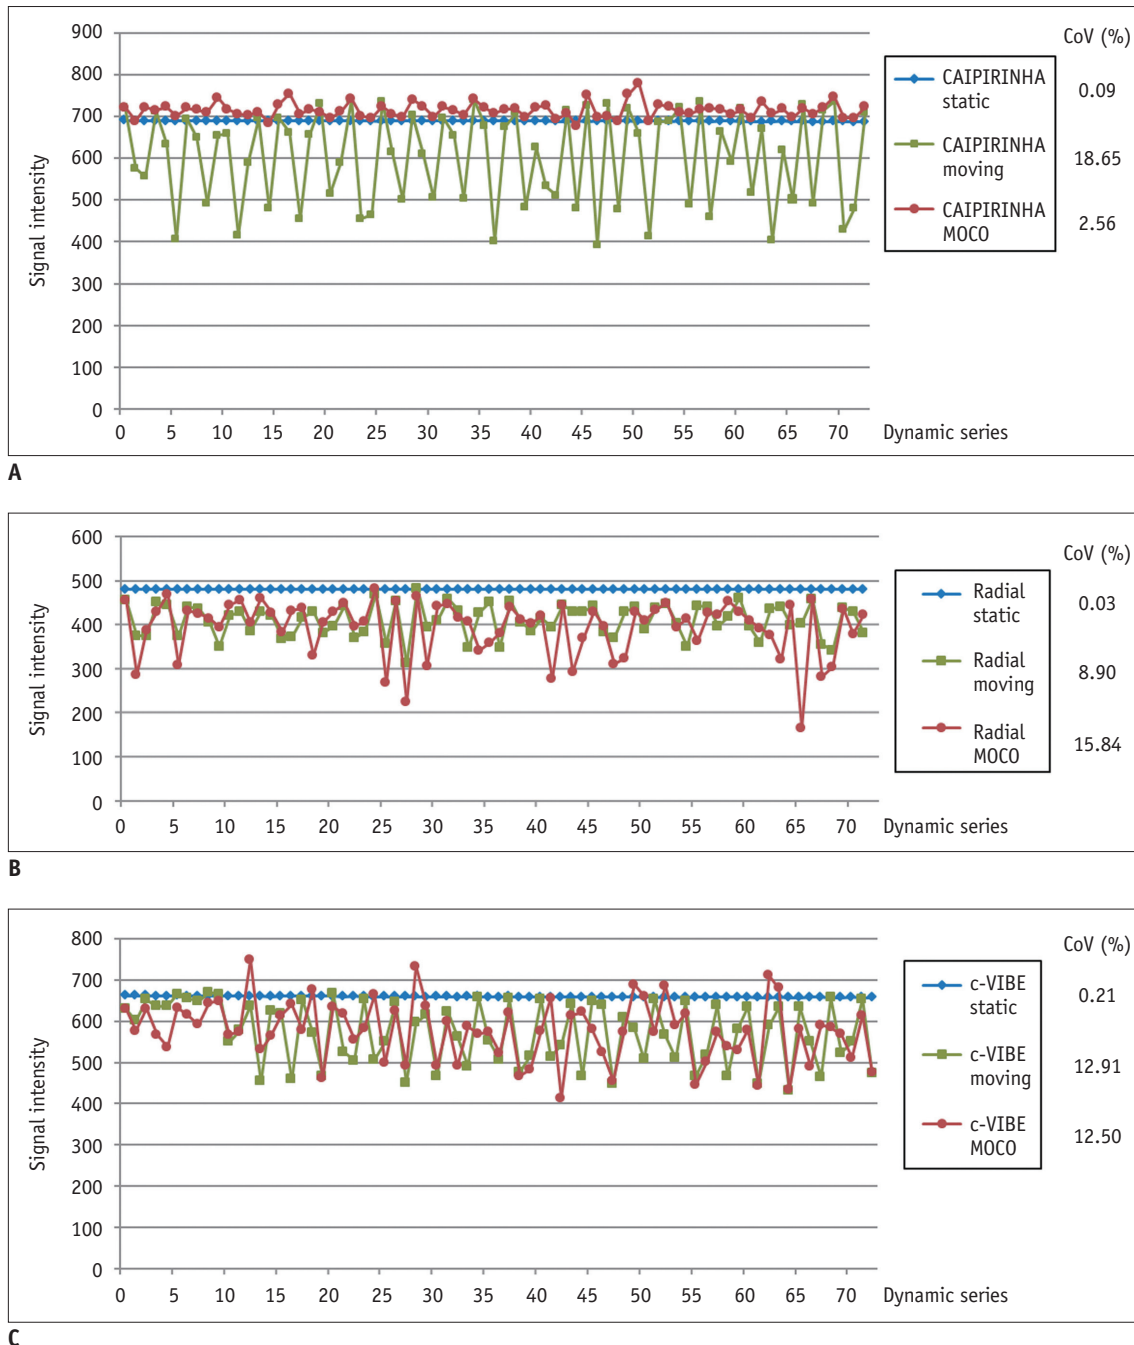 CoV (%)
900
800
700
600
500
400
300
200
100
0
Signal intensity
0 5 10 15 20 25 30 35 40 45 50 55 60 65 70 Dynamic series
CAIPIRINHA
static
0.09
CAIPIRINHA
moving
18.65
CAIPIRINHA
MOCO
2.56
A
CoV (%)
600
500
400
300
200
100
0
Signal intensity
0 5 10 15 20 25 30 35 40 45 50 55 60 65 70 Dynamic series
Radial
static
0.03
Radial
moving
8.90
Radial
MOCO
15.84
B
CoV (%)
800
700
600
500
400
300
200
100
0
Signal intensity
0 5 10 15 20 25 30 35 40 45 50 55 60 65 70 Dynamic series
c-VIBE
static
0.21
c-VIBE
moving
12.91
c-VIBE
MOCO
12.50
C